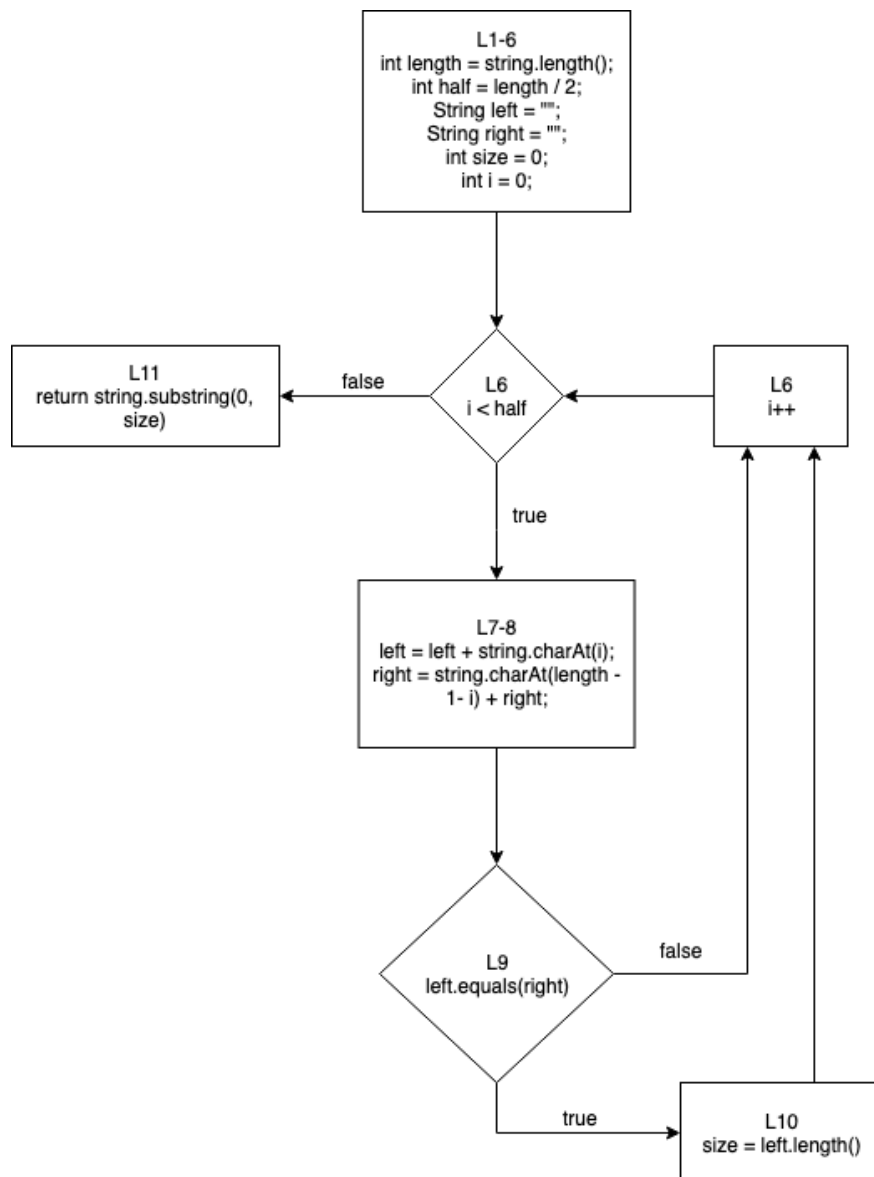 L1-6
int length = string.length();
int half = length / 2;
String left = "";
String right = "";
int size = 0;
int i = 0;
L11
return string.substring(0,
size)
false
L6
i < half
L6
i++
true
L7-8
left = left + string.charAt(i);
right = string.charAt(length -
1- i) + right;
L9
left.equals(right)
false
true
L10
size = left.length()